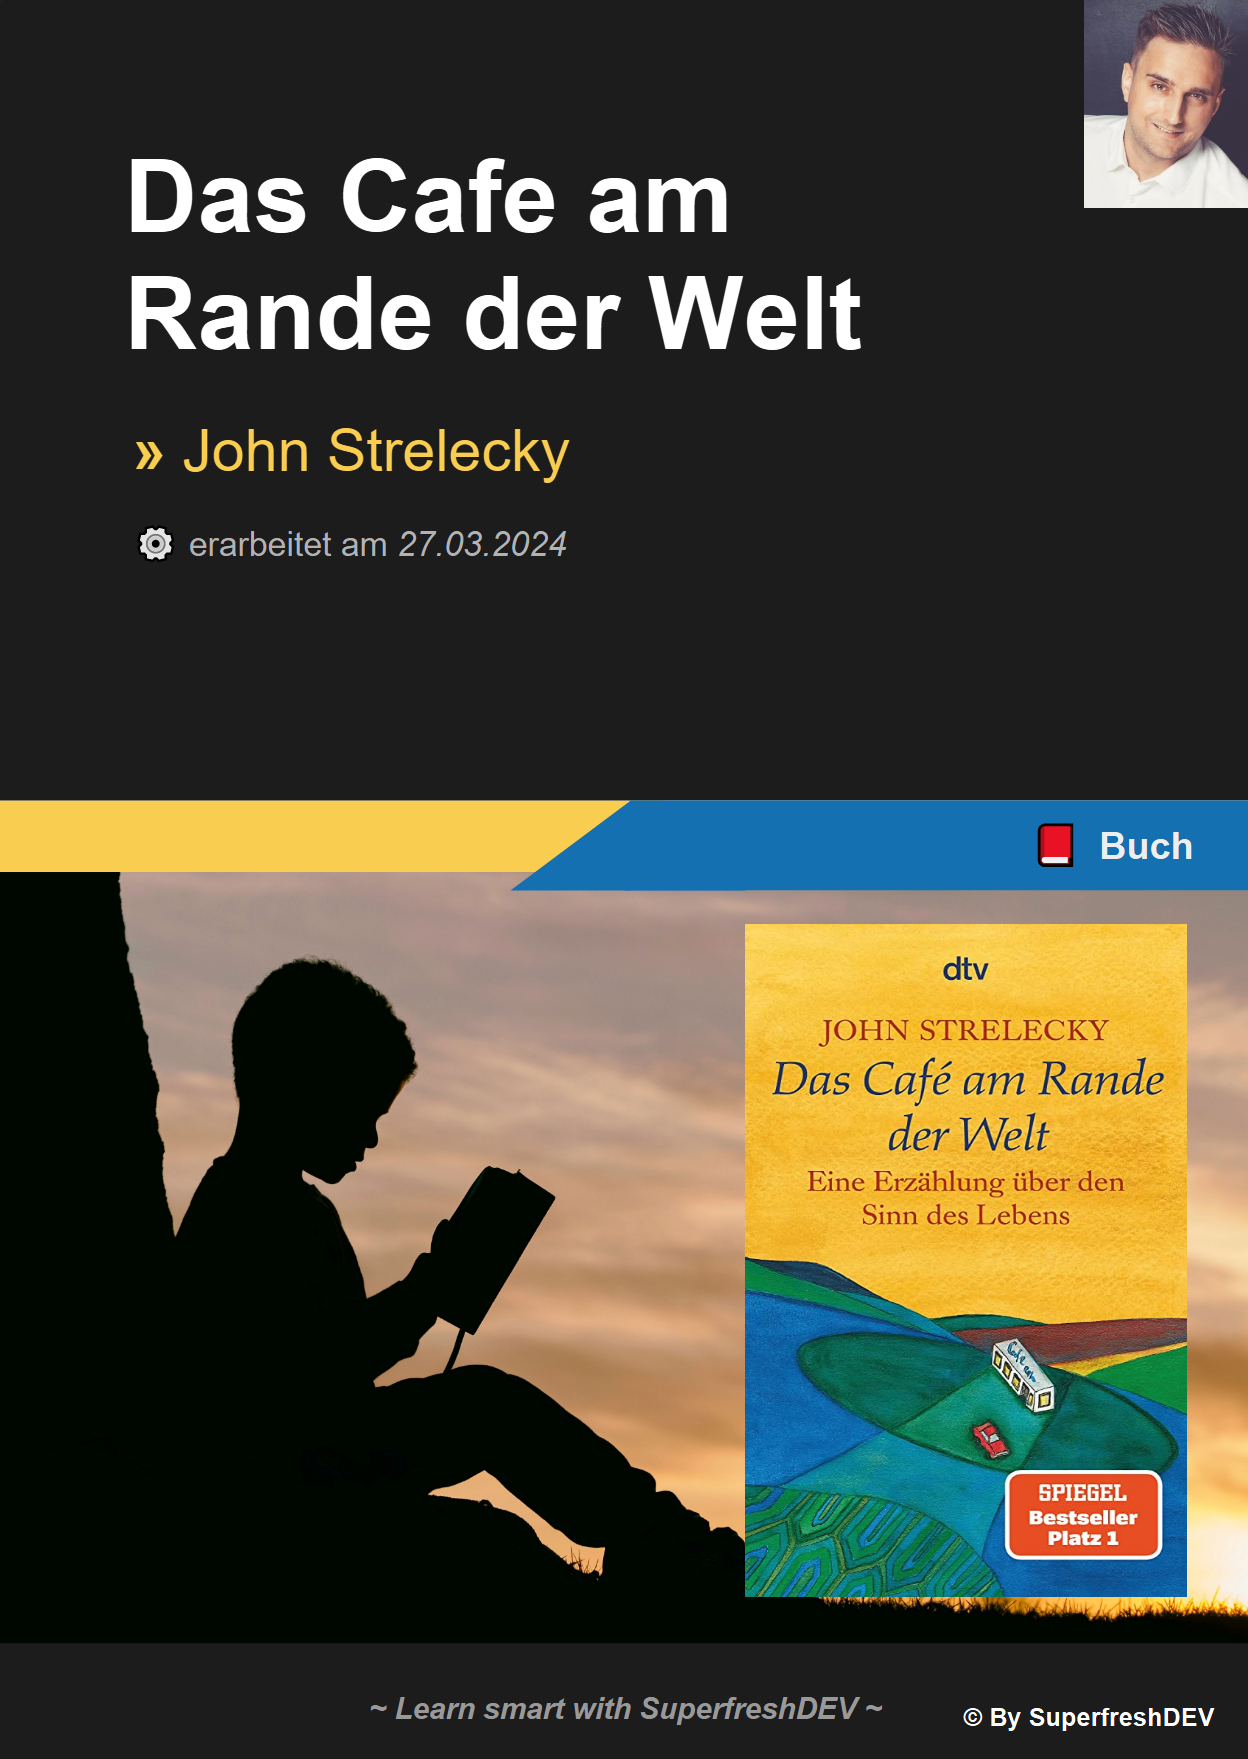 Das Cafe am
Rande der Welt
» John Strelecky
erarbeitet am 27.03.2024
Buch
dtv
JOHN STRELECKY
Das Café am Rande
der Welt
Eine Erzählung über den
Sinn des Lebens
Cafe am
SPIEGEL
Bestseller
Platz 1
~ Learn smart with SuperfreshDEV ~
© By SuperfreshDEV